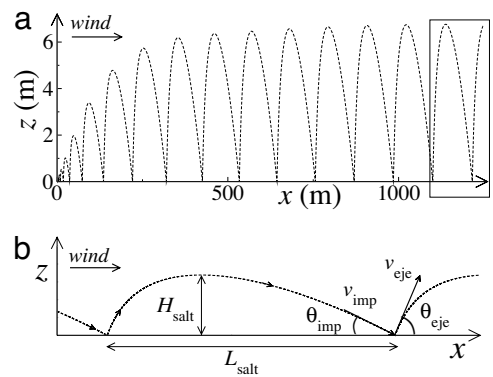 a
wind
z (m)
6
4
2
0
0
500
1000
x (m)
b
wind
z
H_salt
v_imp
v_eje
θ_imp
θ_eje
x
L_salt